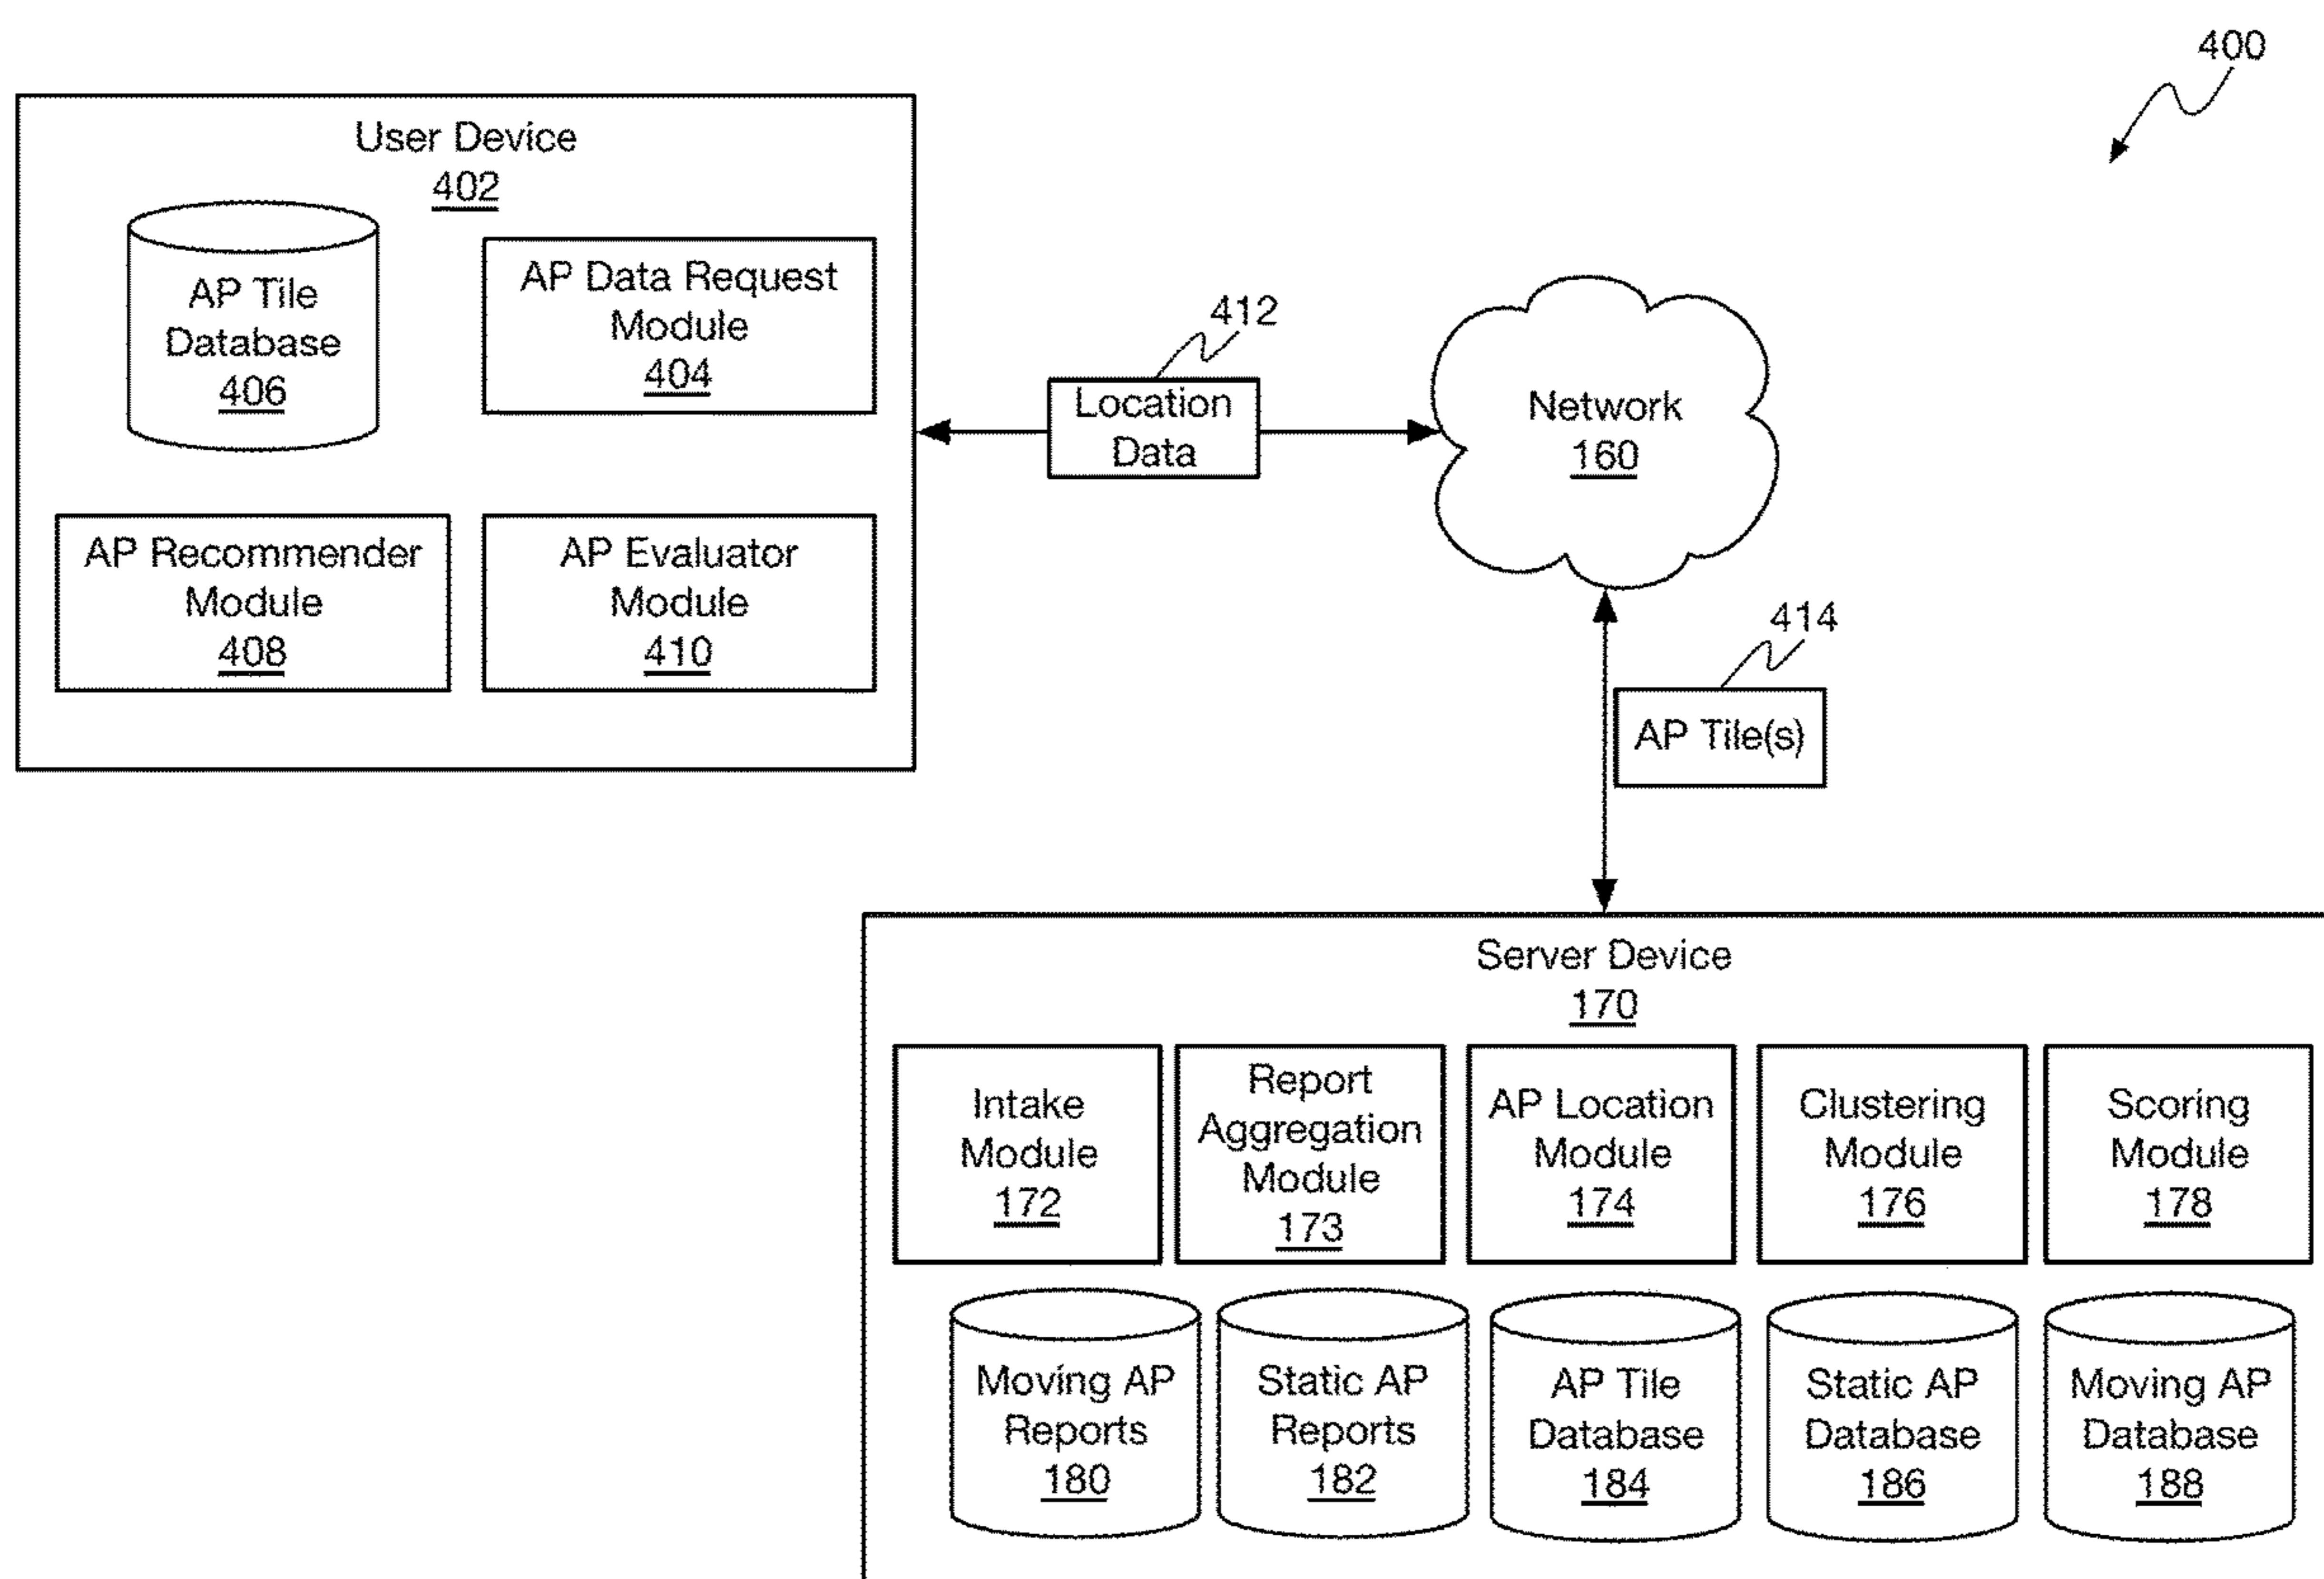 400
User Device
402
AP Tile
Database
406
AP Data Request
Module
404
AP Recommender
Module
408
AP Evaluator
Module
410
412
Location
Data
Network
160
414
AP Tile(s)
Server Device
170
Intake
Module
172
Report
Aggregation
Module
173
AP Location
Module
174
Clustering
Module
176
Scoring
Module
178
Moving AP
Reports
180
Static AP
Reports
182
AP Tile
Database
184
Static AP
Database
186
Moving AP
Database
188